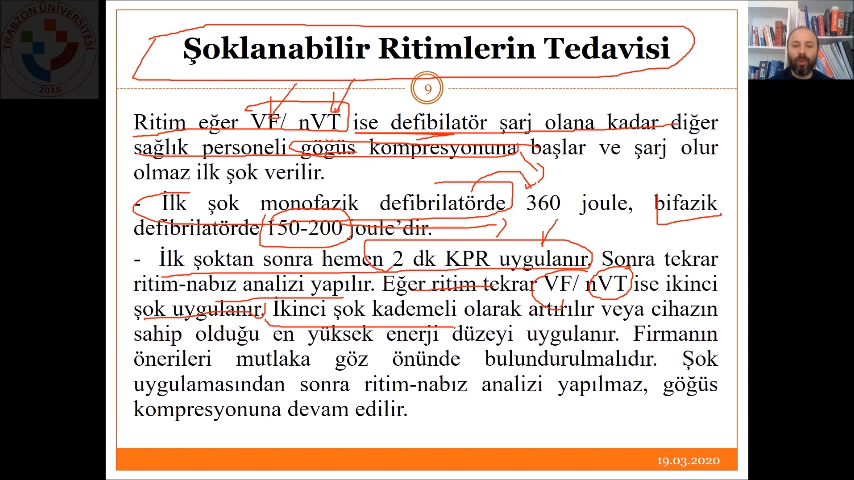 TRABZON ÜNİVERSİTESİ
2018
Şoklanabilir Ritimlerin Tedavisi
9
Ritim eğer VF/ nVT ise defibilatör şarj olana kadar diğer
sağlık personeli göğüs kompresyonuna başlar ve şarj olur
olmaz ilk şok verilir.
- İlk şok monofazik defibrilatörde 360 joule, bifazik
defibrilatörde 150-200 joule’dir.
- İlk şoktan sonra hemen 2 dk KPR uygulanır. Sonra tekrar
ritim-nabız analizi yapılır. Eğer ritim tekrar VF/ nVT ise ikinci
şok uygulanır. İkinci şok kademeli olarak artırılır veya cihazın
sahip olduğu en yüksek enerji düzeyi uygulanır. Firmanın
önerileri mutlaka göz önünde bulundurulmalıdır. Şok
uygulamasından sonra ritim-nabız analizi yapılmaz, göğüs
kompresyonuna devam edilir.
19.03.2020